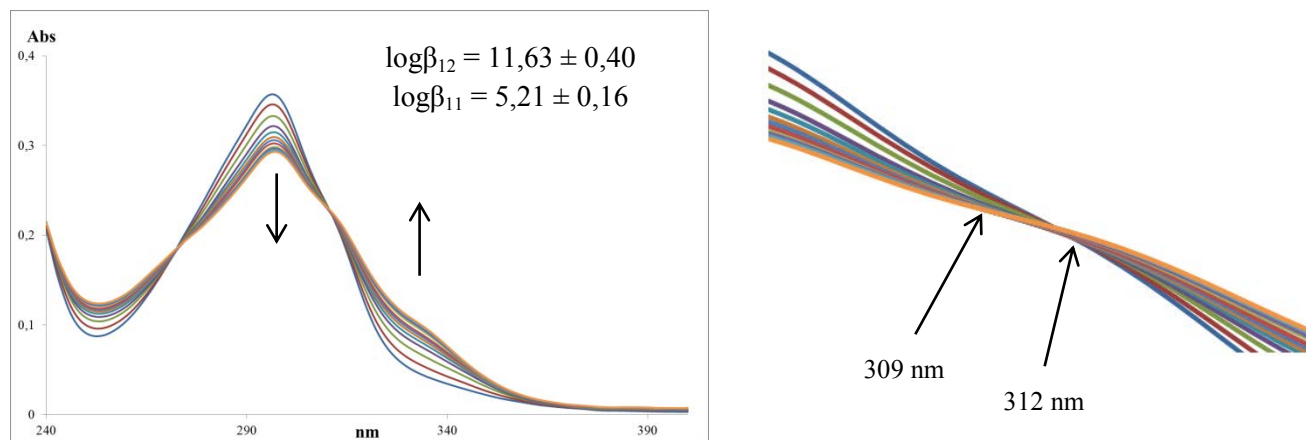 Abs
0,4
logβ₁₂ = 11,63 ± 0,40
logβ₁₁ = 5,21 ± 0,16
0,3
0,2
0,1
0
240 290 nm 340 390
309 nm
312 nm